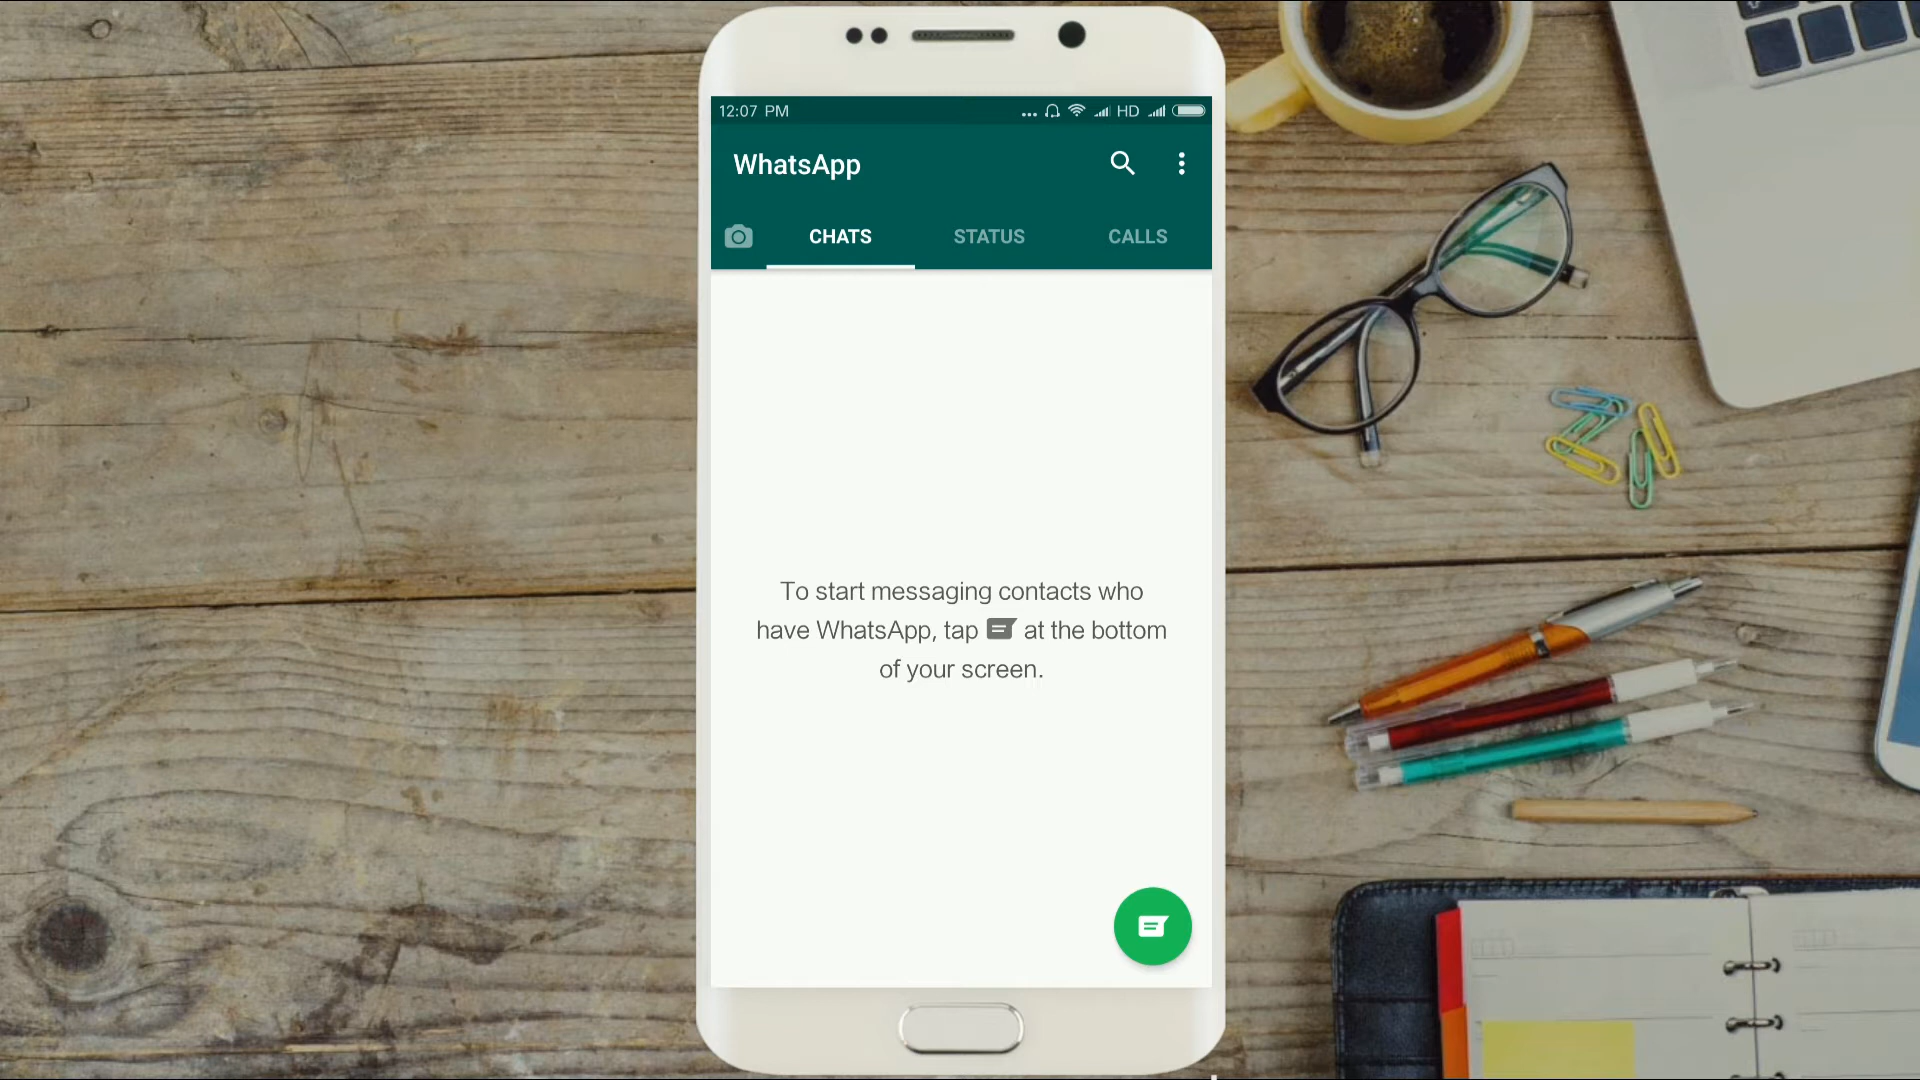 12:07 PM
HD
WhatsApp
CHATS
STATUS
CALLS
To start messaging contacts who
have WhatsApp, tap at the bottom
of your screen.